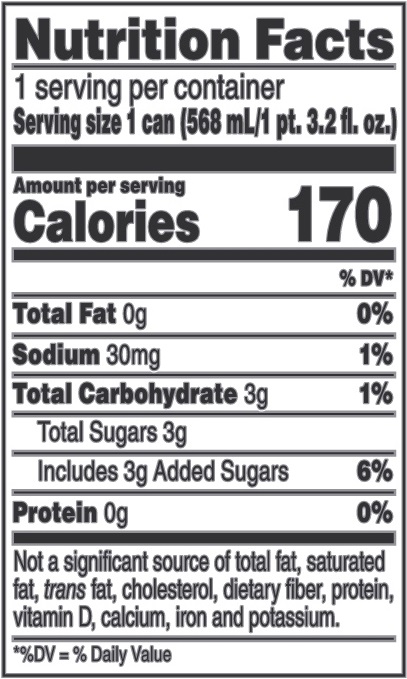 Nutrition Facts
1 serving per container
Serving size 1 can (568 mL/1 pt. 3.2 fl. oz.)
Amount per serving
Calories 170
% DV*
Total Fat 0g 0%
Sodium 30mg 1%
Total Carbohydrate 3g 1%
Total Sugars 3g
Includes 3g Added Sugars 6%
Protein 0g 0%
Not a significant source of total fat, saturated
fat, trans fat, cholesterol, dietary fiber, protein,
vitamin D, calcium, iron and potassium.
*%DV = % Daily Value